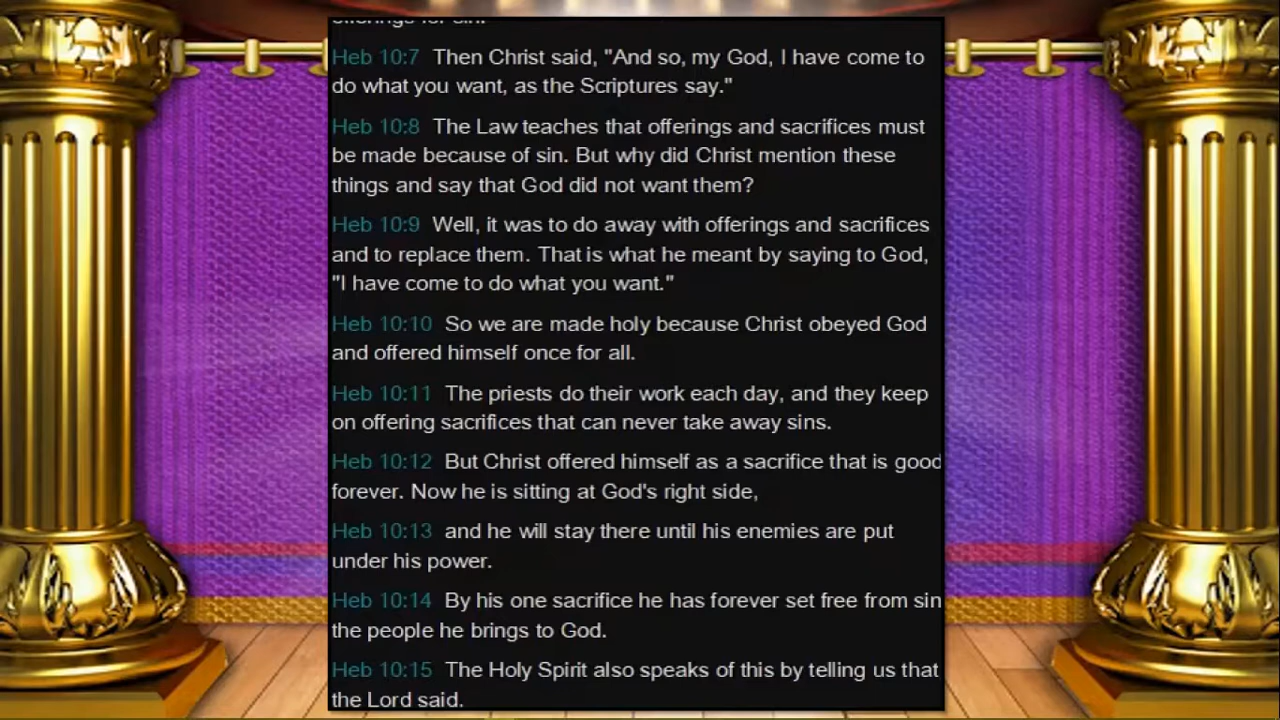 offerings for sin.
Heb 10:7 Then Christ said, "And so, my God, I have come to
do what you want, as the Scriptures say."
Heb 10:8 The Law teaches that offerings and sacrifices must
be made because of sin. But why did Christ mention these
things and say that God did not want them?
Heb 10:9 Well, it was to do away with offerings and sacrifices
and to replace them. That is what he meant by saying to God,
"I have come to do what you want."
Heb 10:10 So we are made holy because Christ obeyed God
and offered himself once for all.
Heb 10:11 The priests do their work each day, and they keep
on offering sacrifices that can never take away sins.
Heb 10:12 But Christ offered himself as a sacrifice that is good
forever. Now he is sitting at God's right side,
Heb 10:13 and he will stay there until his enemies are put
under his power.
Heb 10:14 By his one sacrifice he has forever set free from sin
the people he brings to God.
Heb 10:15 The Holy Spirit also speaks of this by telling us that
the Lord said.